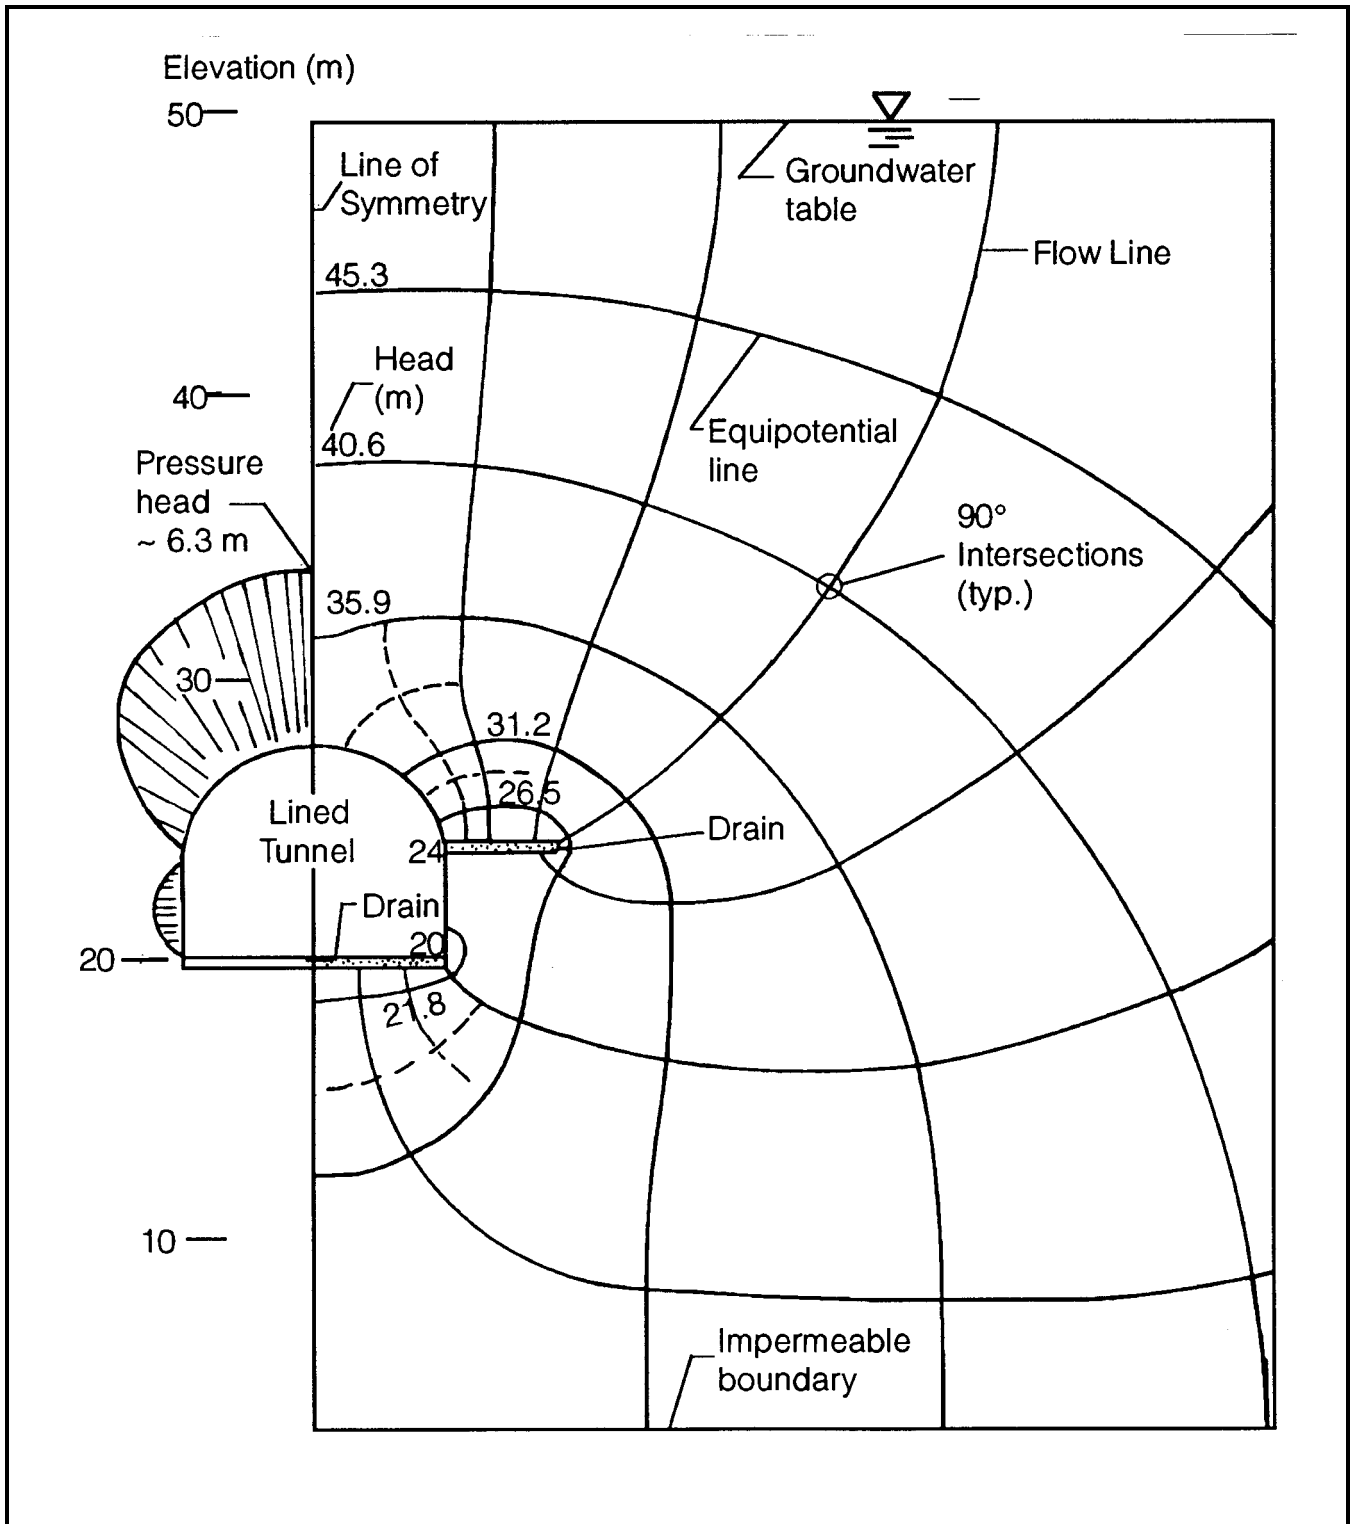 Elevation (m)
50
Line of
Symmetry
Groundwater
table
Flow Line
45.3
Head
(m)
40
40.6
Equipotential
line
Pressure
head
~ 6.3 m
90°
Intersections
(typ.)
35.9
30
31.2
26.5
Lined
Tunnel
24
Drain
Drain
20
20
21.8
10
Impermeable
boundary